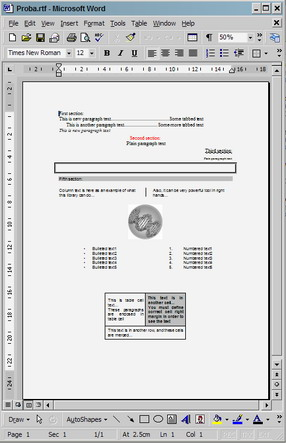 Proba.rtf - Microsoft Word
File Edit View Insert Format Tools Table Window Help
Times New Roman 12 B I U
50%
First section
This is new paragraph text Some tabbed text
This is another paragraph text Some more tabbed text
This is new paragraph text
Second section
Plain paragraph text
Third section
Fifth section
Column text is here as an example of what
this library can do...
Also, it can be very powerful tool in right
hands...
Bulleted text1
Bulleted text2
Bulleted text3
Bulleted text4
Bulleted text5
1. Numbered text1
2. Numbered text2
3. Numbered text3
4. Numbered text4
5. Numbered text5
This is table cell
text...
These paragraphs
are enclosed in
table cell
This text is in
another cell...
You must define
correct cell right
margin in order to
see the text
This text is in another row, and these cells
are merged...
Draw AutoShapes
Page 1 Sec 1 1/1 At 2.5cm Ln 1 Col 1